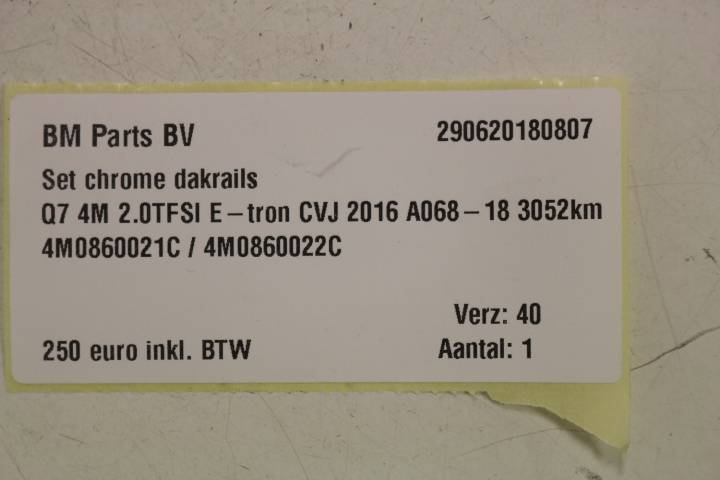 BM Parts BV 290620180807
Set chrome dakrails
Q7 4M 2.0TFSI E-tron CVJ 2016 A068-18 3052km
4M0860021C / 4M0860022C
Verz: 40
250 euro inkl. BTW Aantal: 1